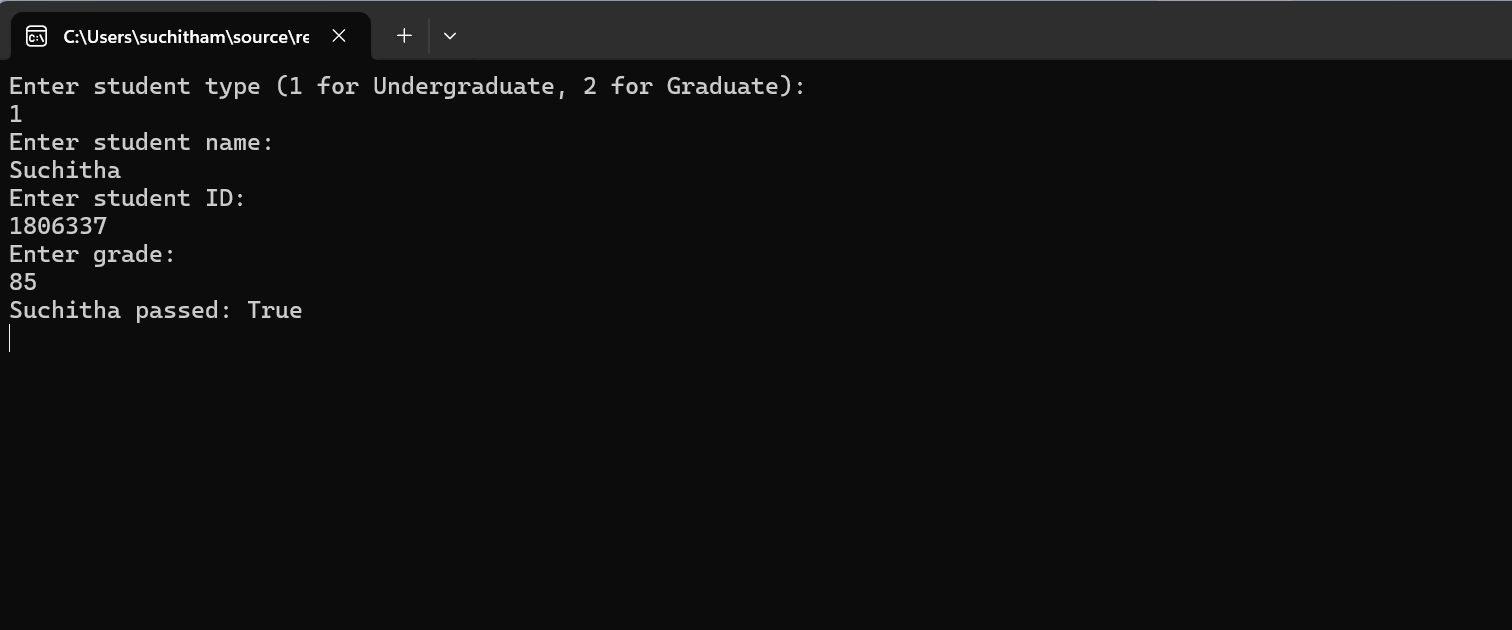 C:\Users\suchitham\source\re
Enter student type (1 for Undergraduate, 2 for Graduate):
1
Enter student name:
Suchitha
Enter student ID:
1806337
Enter grade:
85
Suchitha passed: True